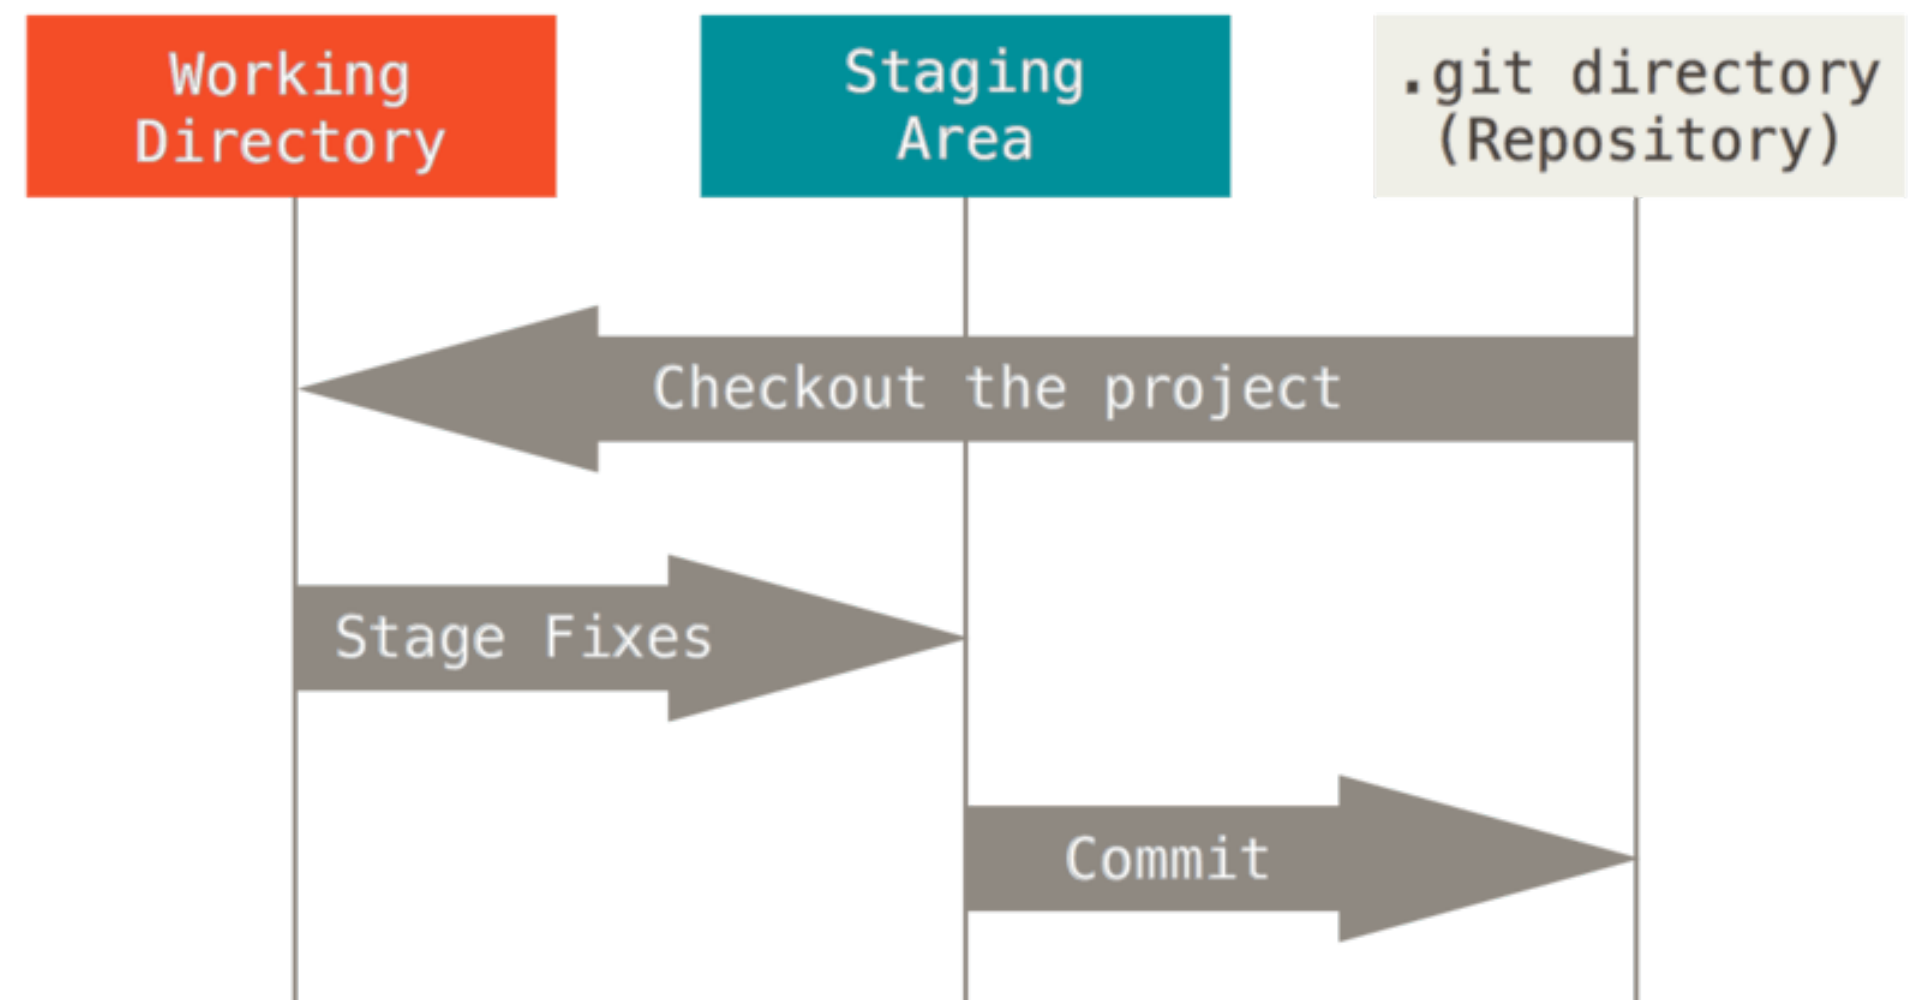 Working
Directory
Staging
Area
.git directory
(Repository)
Checkout the project
Stage Fixes
Commit